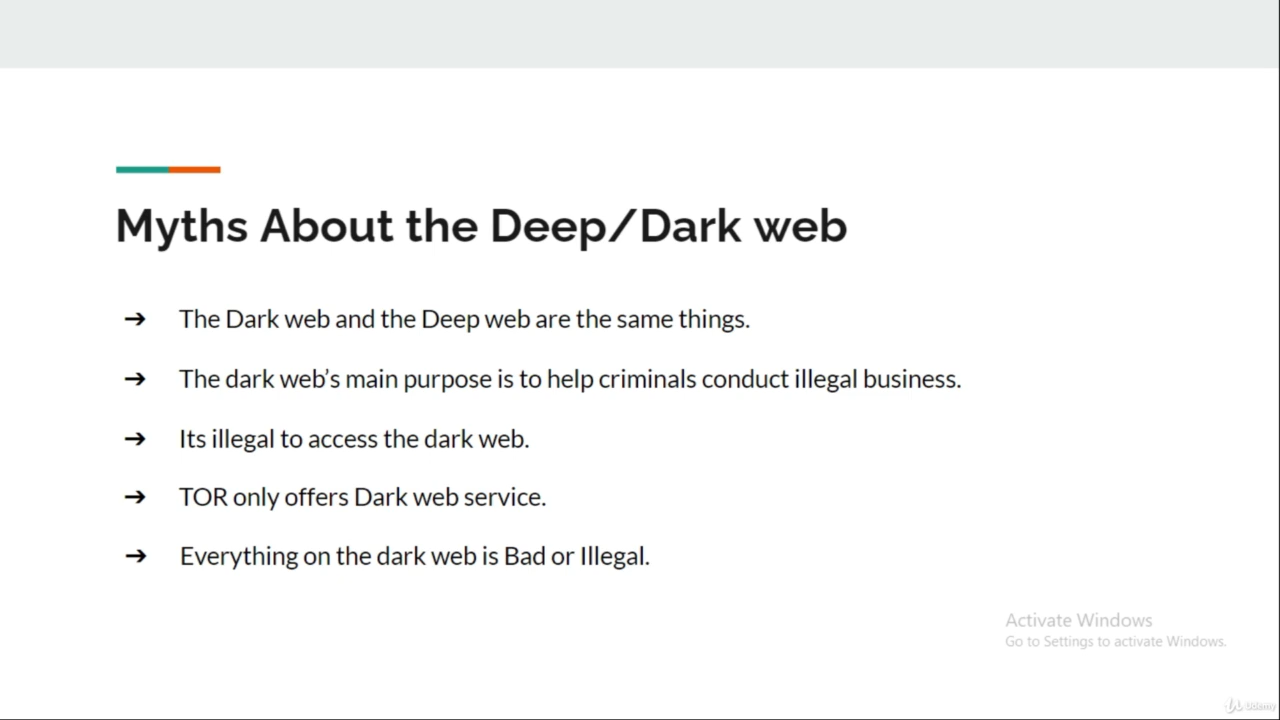 Myths About the Deep/Dark web
➔ The Dark web and the Deep web are the same things.
➔ The dark web’s main purpose is to help criminals conduct illegal business.
➔ Its illegal to access the dark web.
➔ TOR only offers Dark web service.
➔ Everything on the dark web is Bad or Illegal.
Activate Windows
Go to Settings to activate Windows.
Udemy